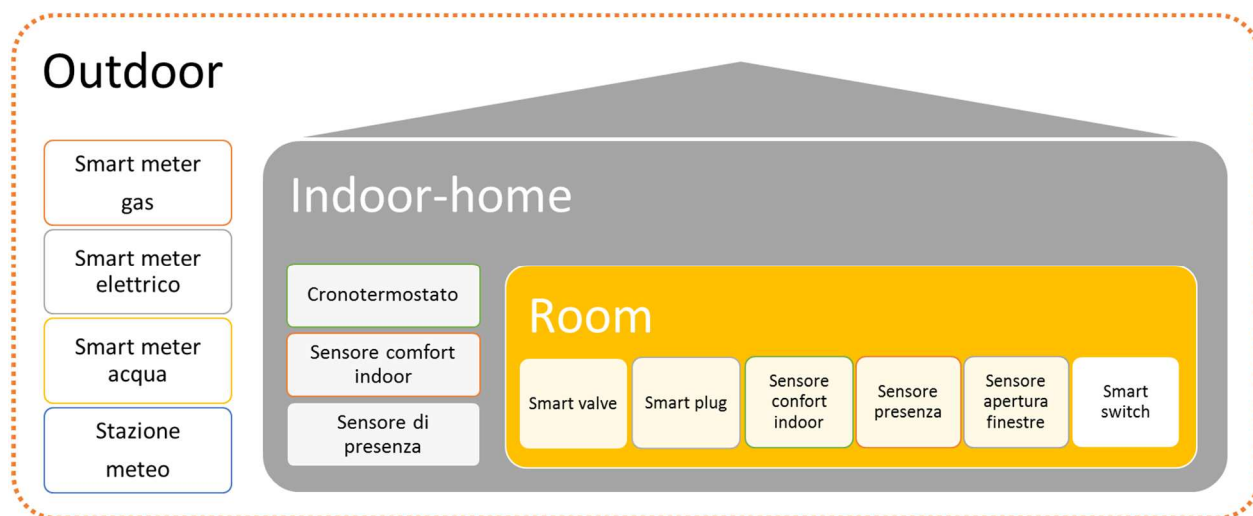 Outdoor
Smart meter
gas
Smart meter
elettrico
Smart meter
acqua
Stazione
meteo
Indoor-home
Cronotermostato
Sensore comfort
indoor
Sensore di
presenza
Room
Smart valve
Smart plug
Sensore
confort
indoor
Sensore
presenza
Sensore
apertura
finestre
Smart
switch